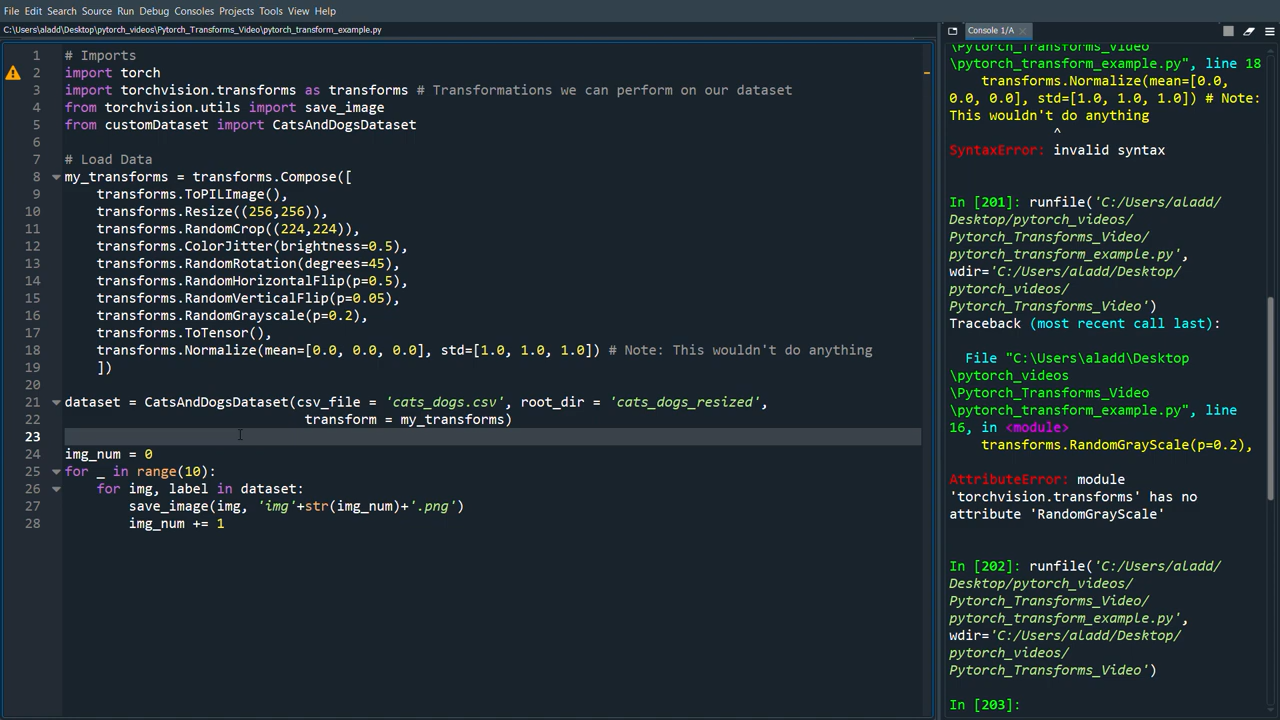 File Edit Search Source Run Debug Consoles Projects Tools View Help
C:\Users\aladd\Desktop\pytorch_videos\Pytorch_Transforms_Video\pytorch_transform_example.py
1 # Imports
2 import torch
3 import torchvision.transforms as transforms # Transformations we can perform on our dataset
4 from torchvision.utils import save_image
5 from customDataset import CatsAndDogsDataset
6
7 # Load Data
8 my_transforms = transforms.Compose([
9 transforms.ToPILImage(),
10 transforms.Resize((256,256)),
11 transforms.RandomCrop((224,224)),
12 transforms.ColorJitter(brightness=0.5),
13 transforms.RandomRotation(degrees=45),
14 transforms.RandomHorizontalFlip(p=0.5),
15 transforms.RandomVerticalFlip(p=0.05),
16 transforms.RandomGrayscale(p=0.2),
17 transforms.ToTensor(),
18 transforms.Normalize(mean=[0.0, 0.0, 0.0], std=[1.0, 1.0, 1.0]) # Note: This wouldn't do anything
19 ])
20
21 dataset = CatsAndDogsDataset(csv_file = 'cats_dogs.csv', root_dir = 'cats_dogs_resized',
22 transform = my_transforms)
23
24 img_num = 0
25 for _ in range(10):
26 for img, label in dataset:
27 save_image(img, 'img'+str(img_num)+'.png')
28 img_num += 1
Console 1/A
\Pytorch_Transforms_Video
\pytorch_transform_example.py", line 18
transforms.Normalize(mean=[0.0,
0.0, 0.0], std=[1.0, 1.0, 1.0]) # Note:
This wouldn't do anything
^
SyntaxError: invalid syntax
In [201]: runfile('C:/Users/aladd/
Desktop/pytorch_videos/
Pytorch_Transforms_Video/
pytorch_transform_example.py',
wdir='C:/Users/aladd/Desktop/
pytorch_videos/
Pytorch_Transforms_Video')
Traceback (most recent call last):
File "C:\Users\aladd\Desktop
\pytorch_videos
\Pytorch_Transforms_Video
\pytorch_transform_example.py", line
16, in <module>
transforms.RandomGrayScale(p=0.2),
AttributeError: module
'torchvision.transforms' has no
attribute 'RandomGrayScale'
In [202]: runfile('C:/Users/aladd/
Desktop/pytorch_videos/
Pytorch_Transforms_Video/
pytorch_transform_example.py',
wdir='C:/Users/aladd/Desktop/
pytorch_videos/
Pytorch_Transforms_Video')
In [203]: